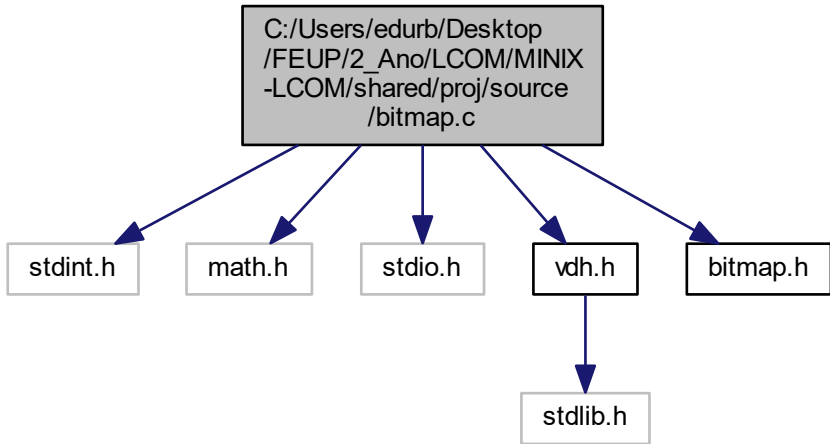 C:/Users/edurb/Desktop
/FEUP/2_Ano/LCOM/MINIX
-LCOM/shared/proj/source
/bitmap.c
stdint.h
math.h
stdio.h
vdh.h
bitmap.h
stdlib.h